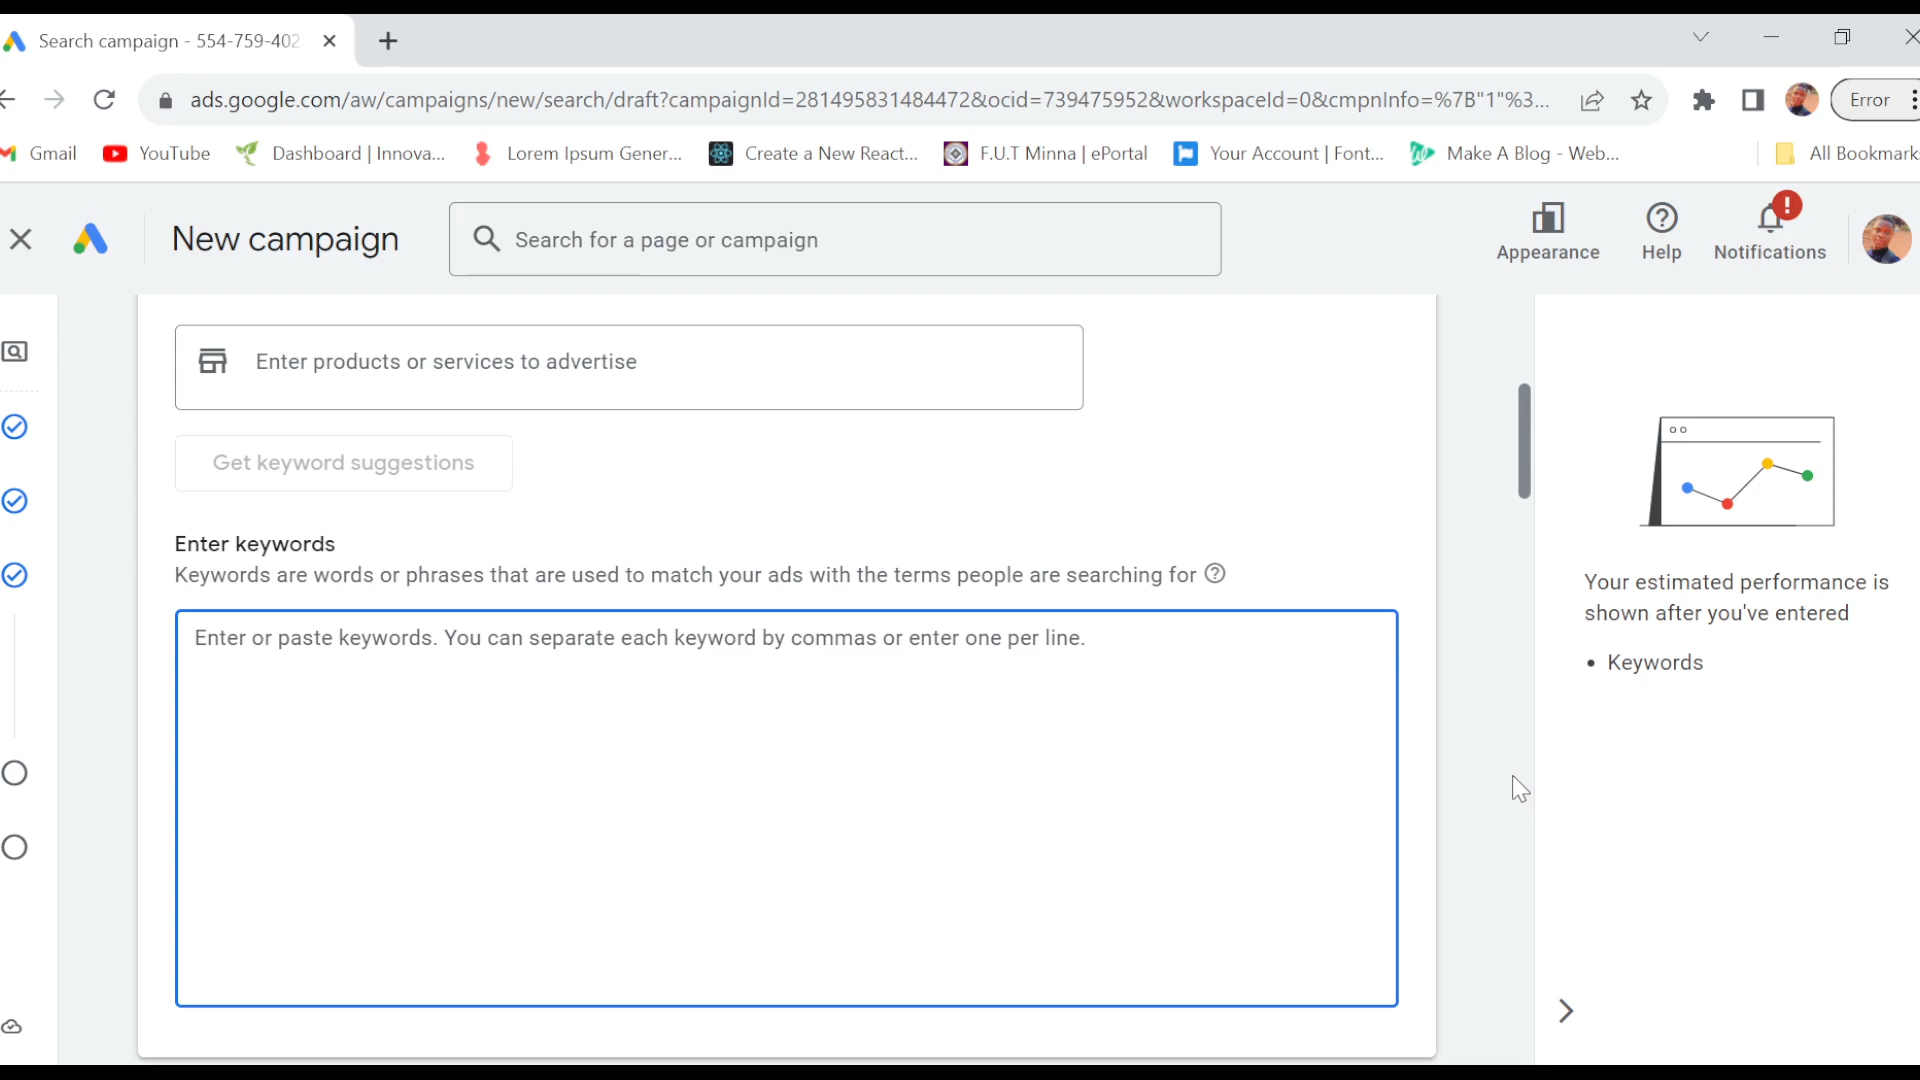 Search campaign - 554-759-402
ads.google.com/aw/campaigns/new/search/draft?campaignId=281495831484472&ocid=739475952&workspaceId=0&cmpnInfo=%7B"1"%3...
Error
Gmail
YouTube
Dashboard | Innova...
Lorem Ipsum Gener...
Create a New React...
F.U.T Minna | ePortal
Your Account | Font...
Make A Blog - Web...
All Bookmarks
New campaign
Search for a page or campaign
Appearance
Help
Notifications
Enter products or services to advertise
Get keyword suggestions
Enter keywords
Keywords are words or phrases that are used to match your ads with the terms people are searching for
Enter or paste keywords. You can separate each keyword by commas or enter one per line.
Your estimated performance is
shown after you've entered
• Keywords